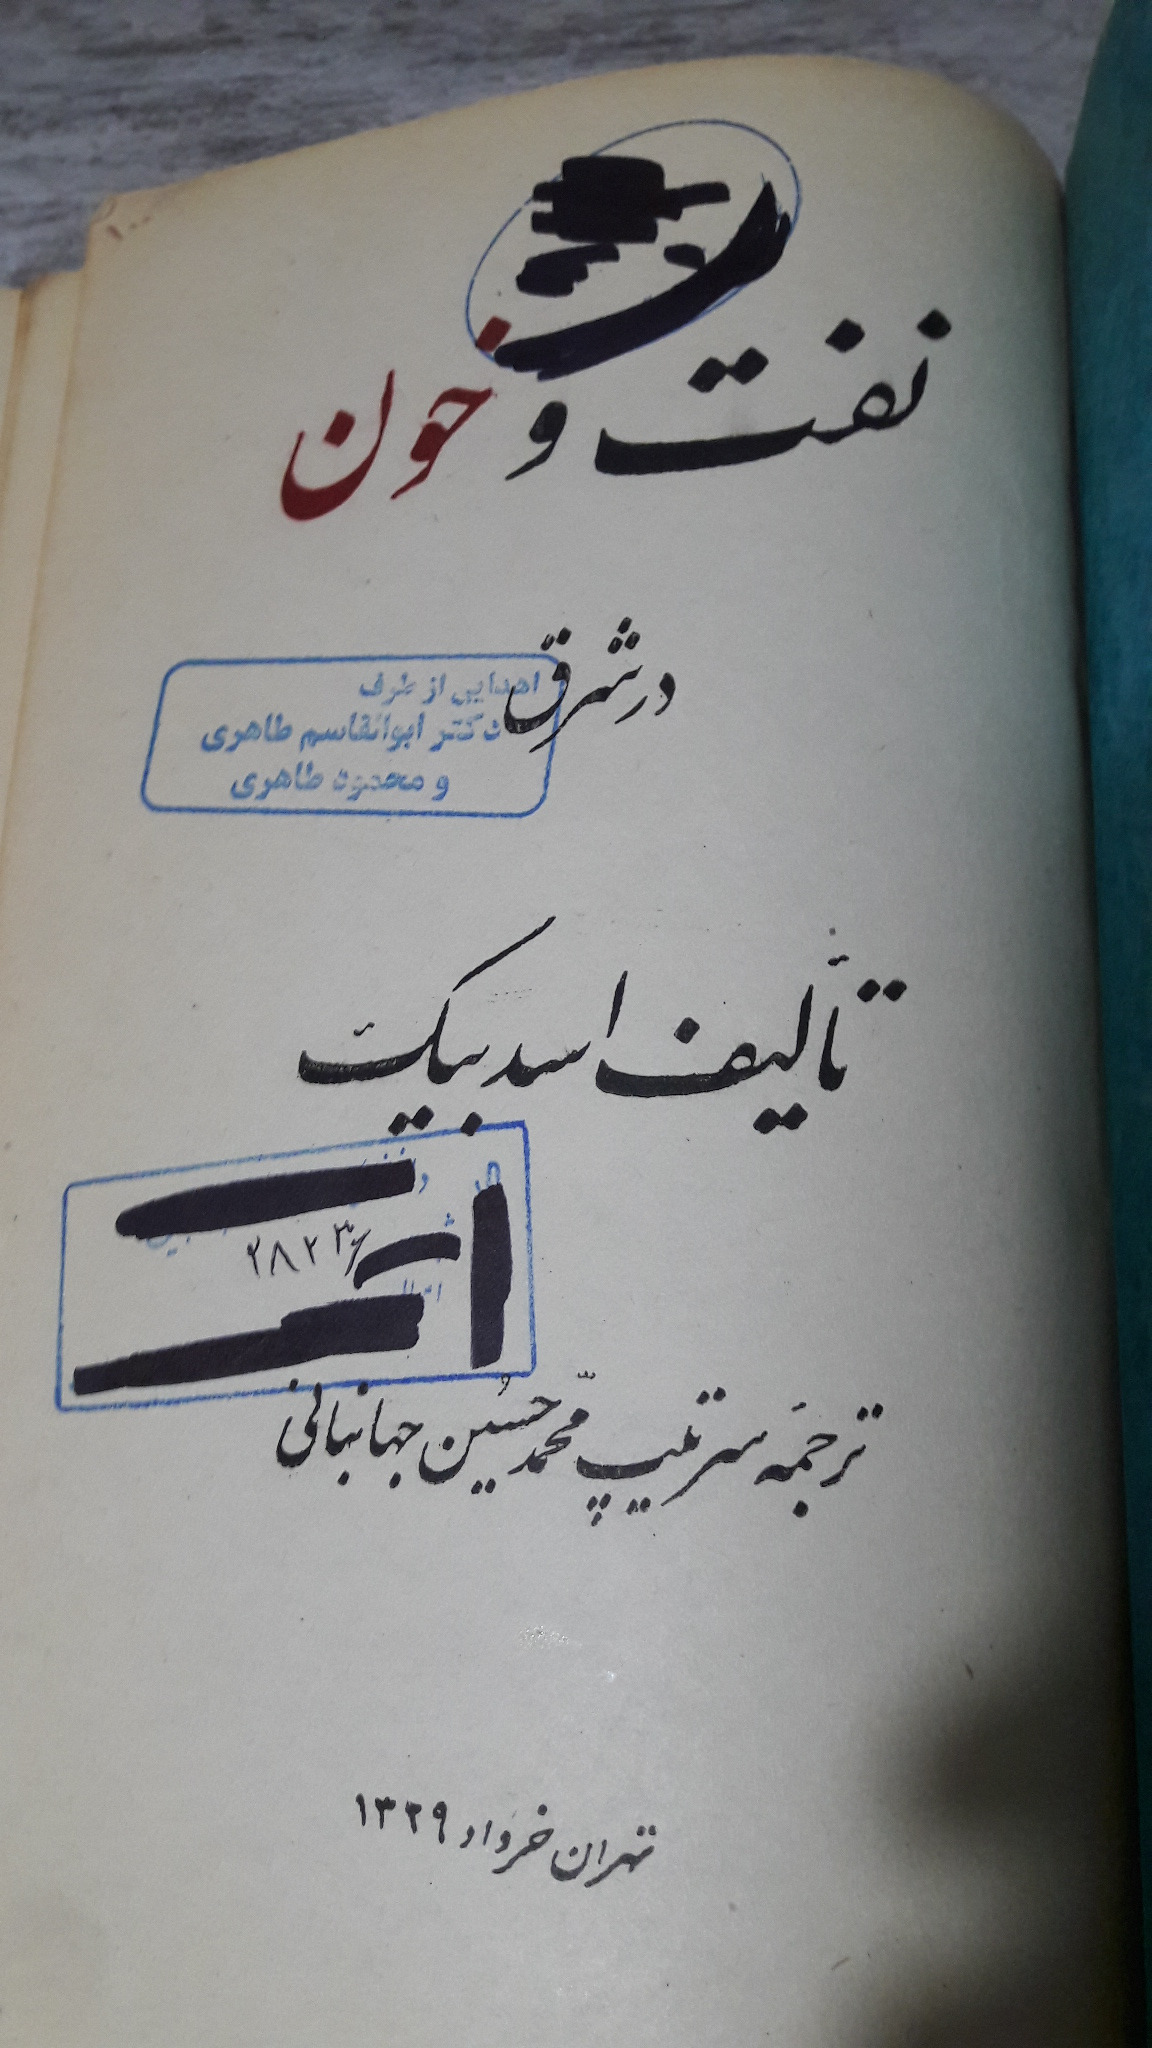 نفت و خون
در شرق
اهدایی از طرف
دکتر ابوالقاسم طاهری
و محمود طاهری
تألیف اسد بیک
۲۸۲۳۶
ترجمه سرتیپ محمد حسین جهانبانی
تهران خرداد ۱۳۲۹